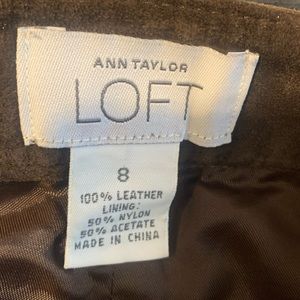 ANN TAYLOR
LOFT
8
100% LEATHER
LINING:
50% NYLON
50% ACETATE
MADE IN CHINA